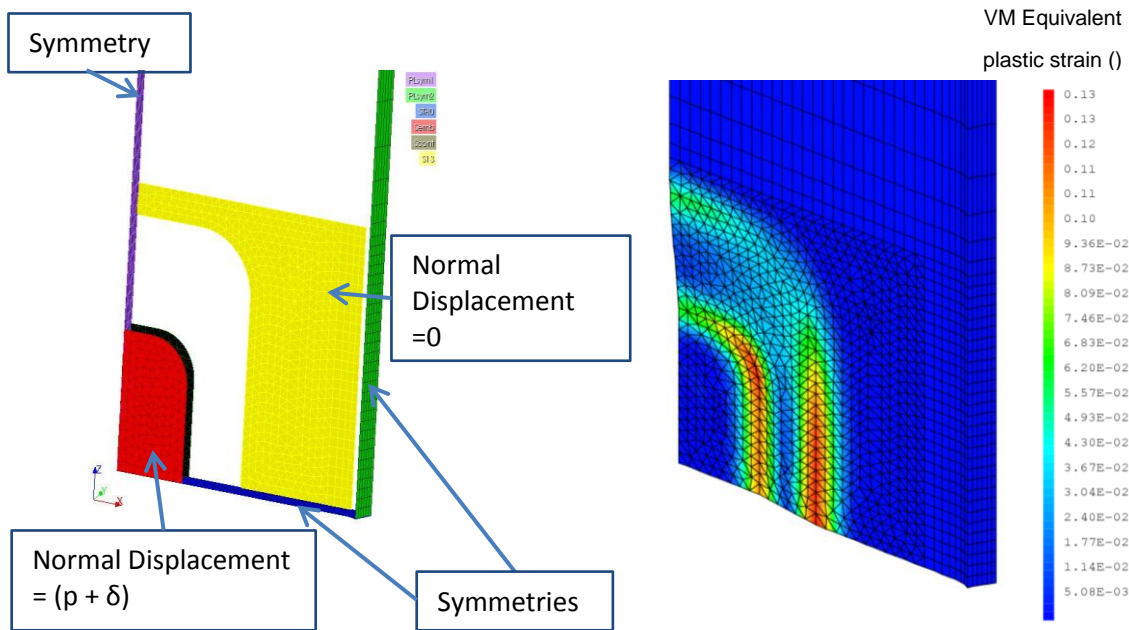 Symmetry
PLsym1
PLsym2
Semb
Normal
Displacement
=0
Normal Displacement
= (p + δ)
Symmetries
Z
Y
X
VM Equivalent
plastic strain ()
0.13
0.13
0.12
0.11
0.11
0.10
9.36E-02
8.73E-02
8.09E-02
7.46E-02
6.83E-02
6.20E-02
4.93E-02
4.30E-02
3.67E-02
3.04E-02
2.40E-02
1.77E-02
1.14E-02
5.08E-03